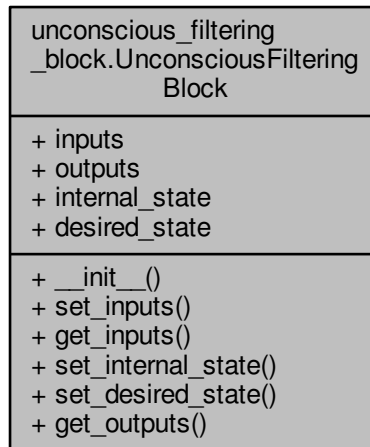 unconscious_filtering
_block.UnconsciousFiltering
Block
+ inputs
+ outputs
+ internal_state
+ desired_state
+ __init__()
+ set_inputs()
+ get_inputs()
+ set_internal_state()
+ set_desired_state()
+ get_outputs()